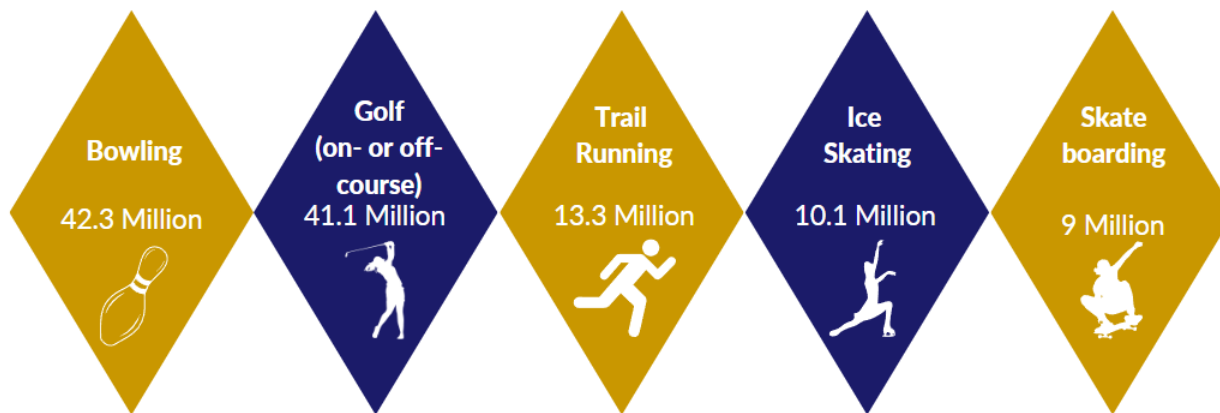 Bowling
42.3 Million
Golf
(on- or off-
course)
41.1 Million
Trail
Running
13.3 Million
Ice
Skating
10.1 Million
Skate
boarding
9 Million